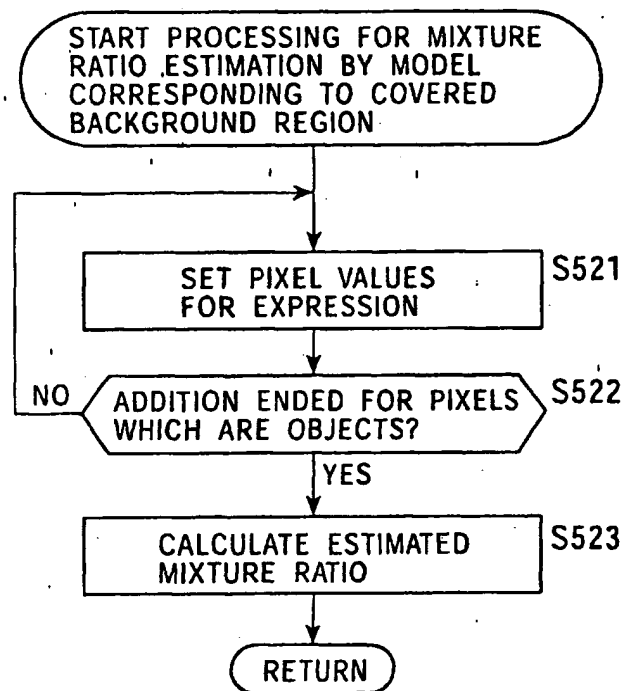 START PROCESSING FOR MIXTURE
RATIO ESTIMATION BY MODEL
CORRESPONDING TO COVERED
BACKGROUND REGION
SET PIXEL VALUES
FOR EXPRESSION
S521
NO
ADDITION ENDED FOR PIXELS
WHICH ARE OBJECTS?
S522
YES
CALCULATE ESTIMATED
MIXTURE RATIO
S523
RETURN